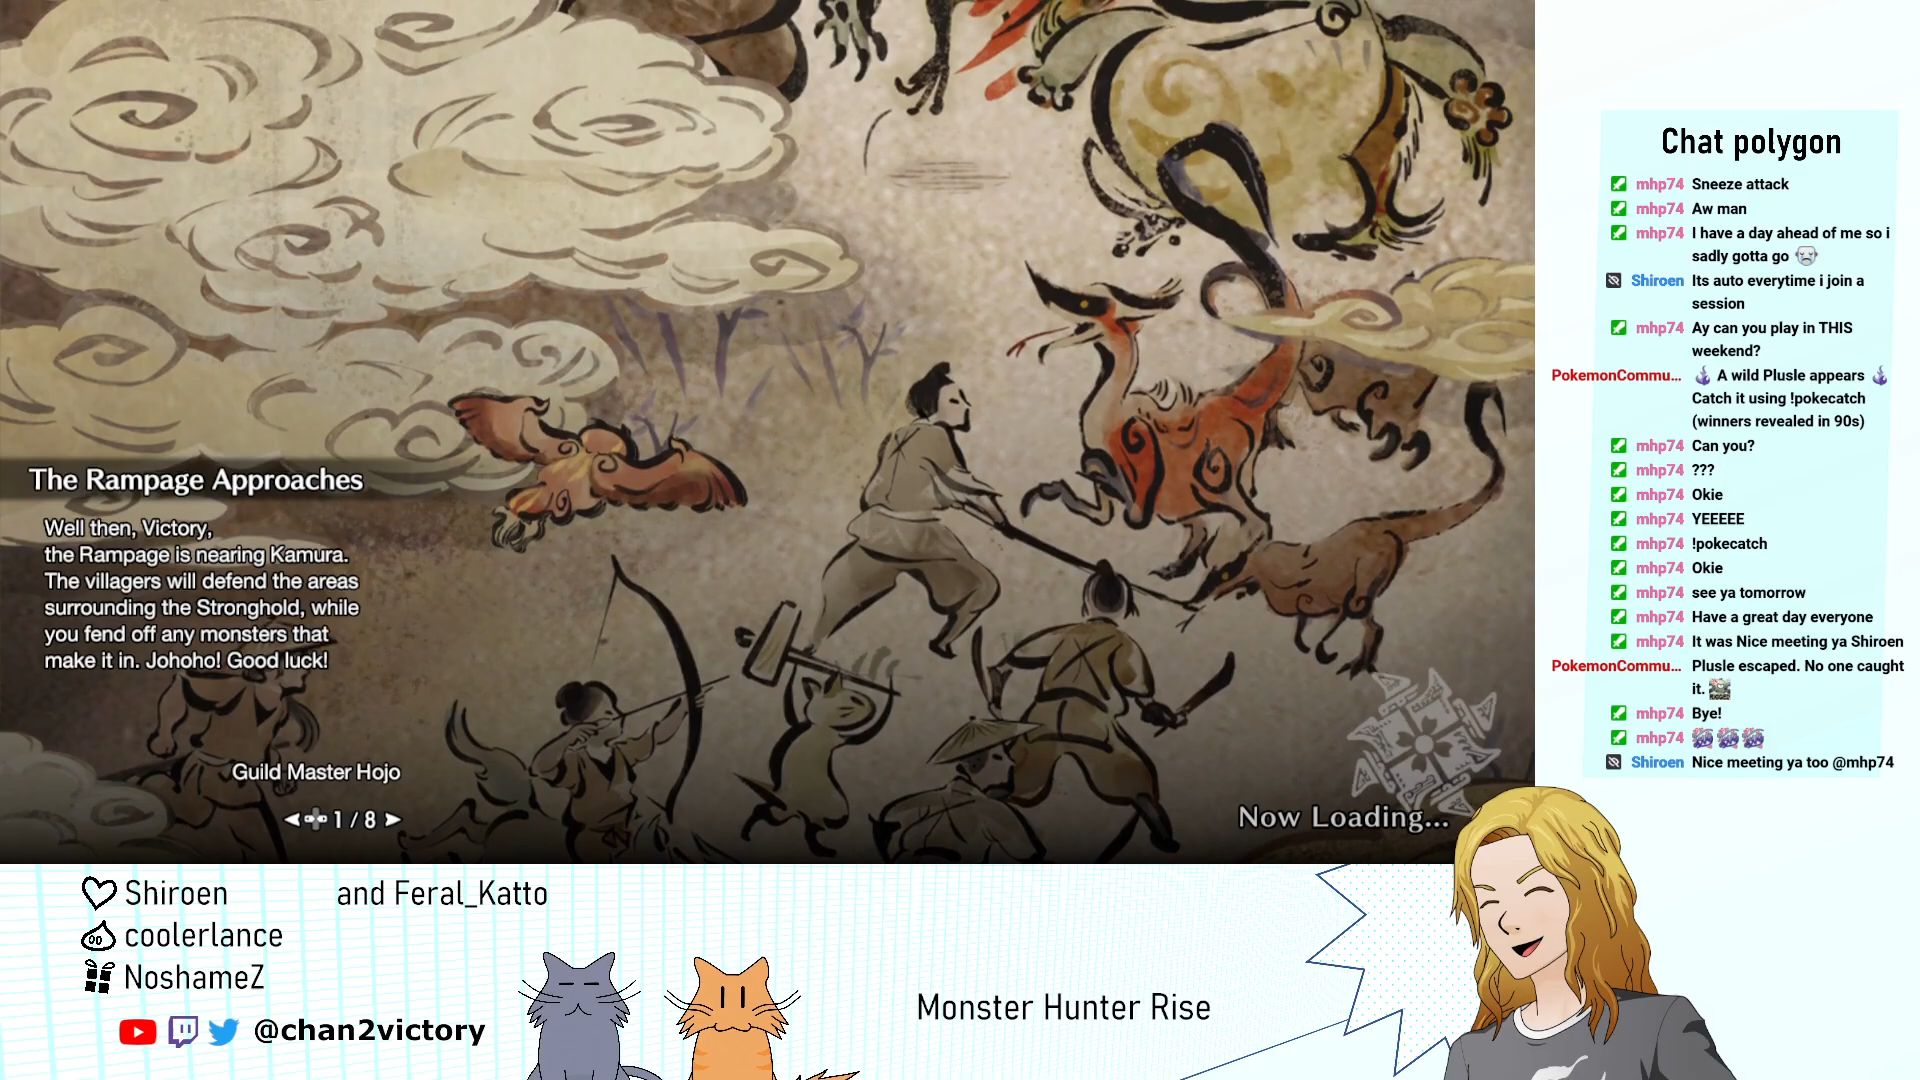 The Rampage Approaches
Well then, Victory,
the Rampage is nearing Kamura.
The villagers will defend the areas
surrounding the Stronghold, while
you fend off any monsters that
make it in. Johoho! Good luck!
Guild Master Hojo
1 / 8
Now Loading...
Chat polygon
mhp74 Sneeze attack
mhp74 Aw man
mhp74 I have a day ahead of me so i
sadly gotta go
Shiroen Its auto everytime i join a
session
mhp74 Ay can you play in THIS
weekend?
PokemonCommu... A wild Plusle appears
Catch it using !pokecatch
(winners revealed in 90s)
mhp74 Can you?
mhp74 ???
mhp74 Okie
mhp74 YEEEEE
mhp74 !pokecatch
mhp74 Okie
mhp74 see ya tomorrow
mhp74 Have a great day everyone
mhp74 It was Nice meeting ya Shiroen
PokemonCommu... Plusle escaped. No one caught
it.
mhp74 Bye!
mhp74
Shiroen Nice meeting ya too @mhp74
Shiroen and Feral_Katto
coolerlance
NoshameZ
@chan2victory
Monster Hunter Rise